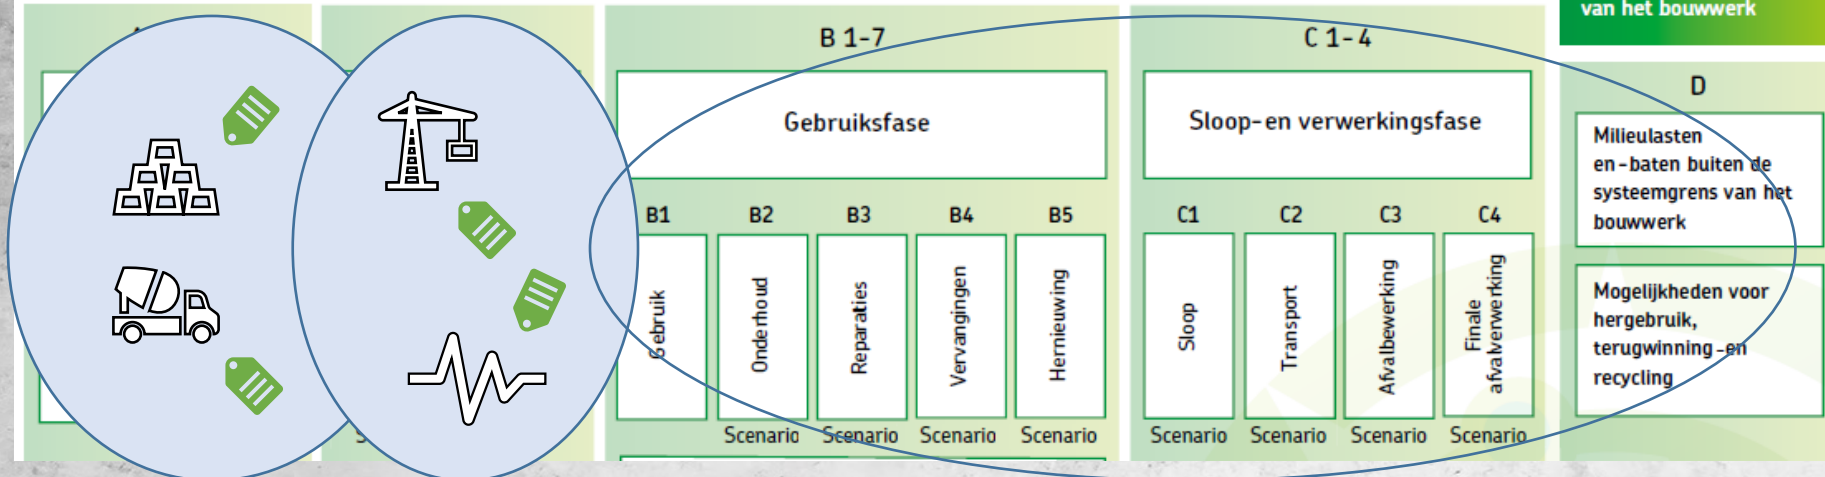 van het bouwwerk
B 1-7
C 1-4
D
Gebruiksfase
Sloop-en verwerkingsfase
Milieulasten
en-baten buiten de
systeemgrens van het
bouwwerk
B1
B2
B3
B4
B5
C1
C2
C3
C4
Gebruik
Onderhoud
Reparaties
Vervangingen
Hernieuwing
Sloop
Transport
Afvalbewerking
Finale
afvalverwerking
Mogelijkheden voor
hergebruik,
terugwinning-en
recycling
Scenario
Scenario
Scenario
Scenario
Scenario
Scenario
Scenario
Scenario